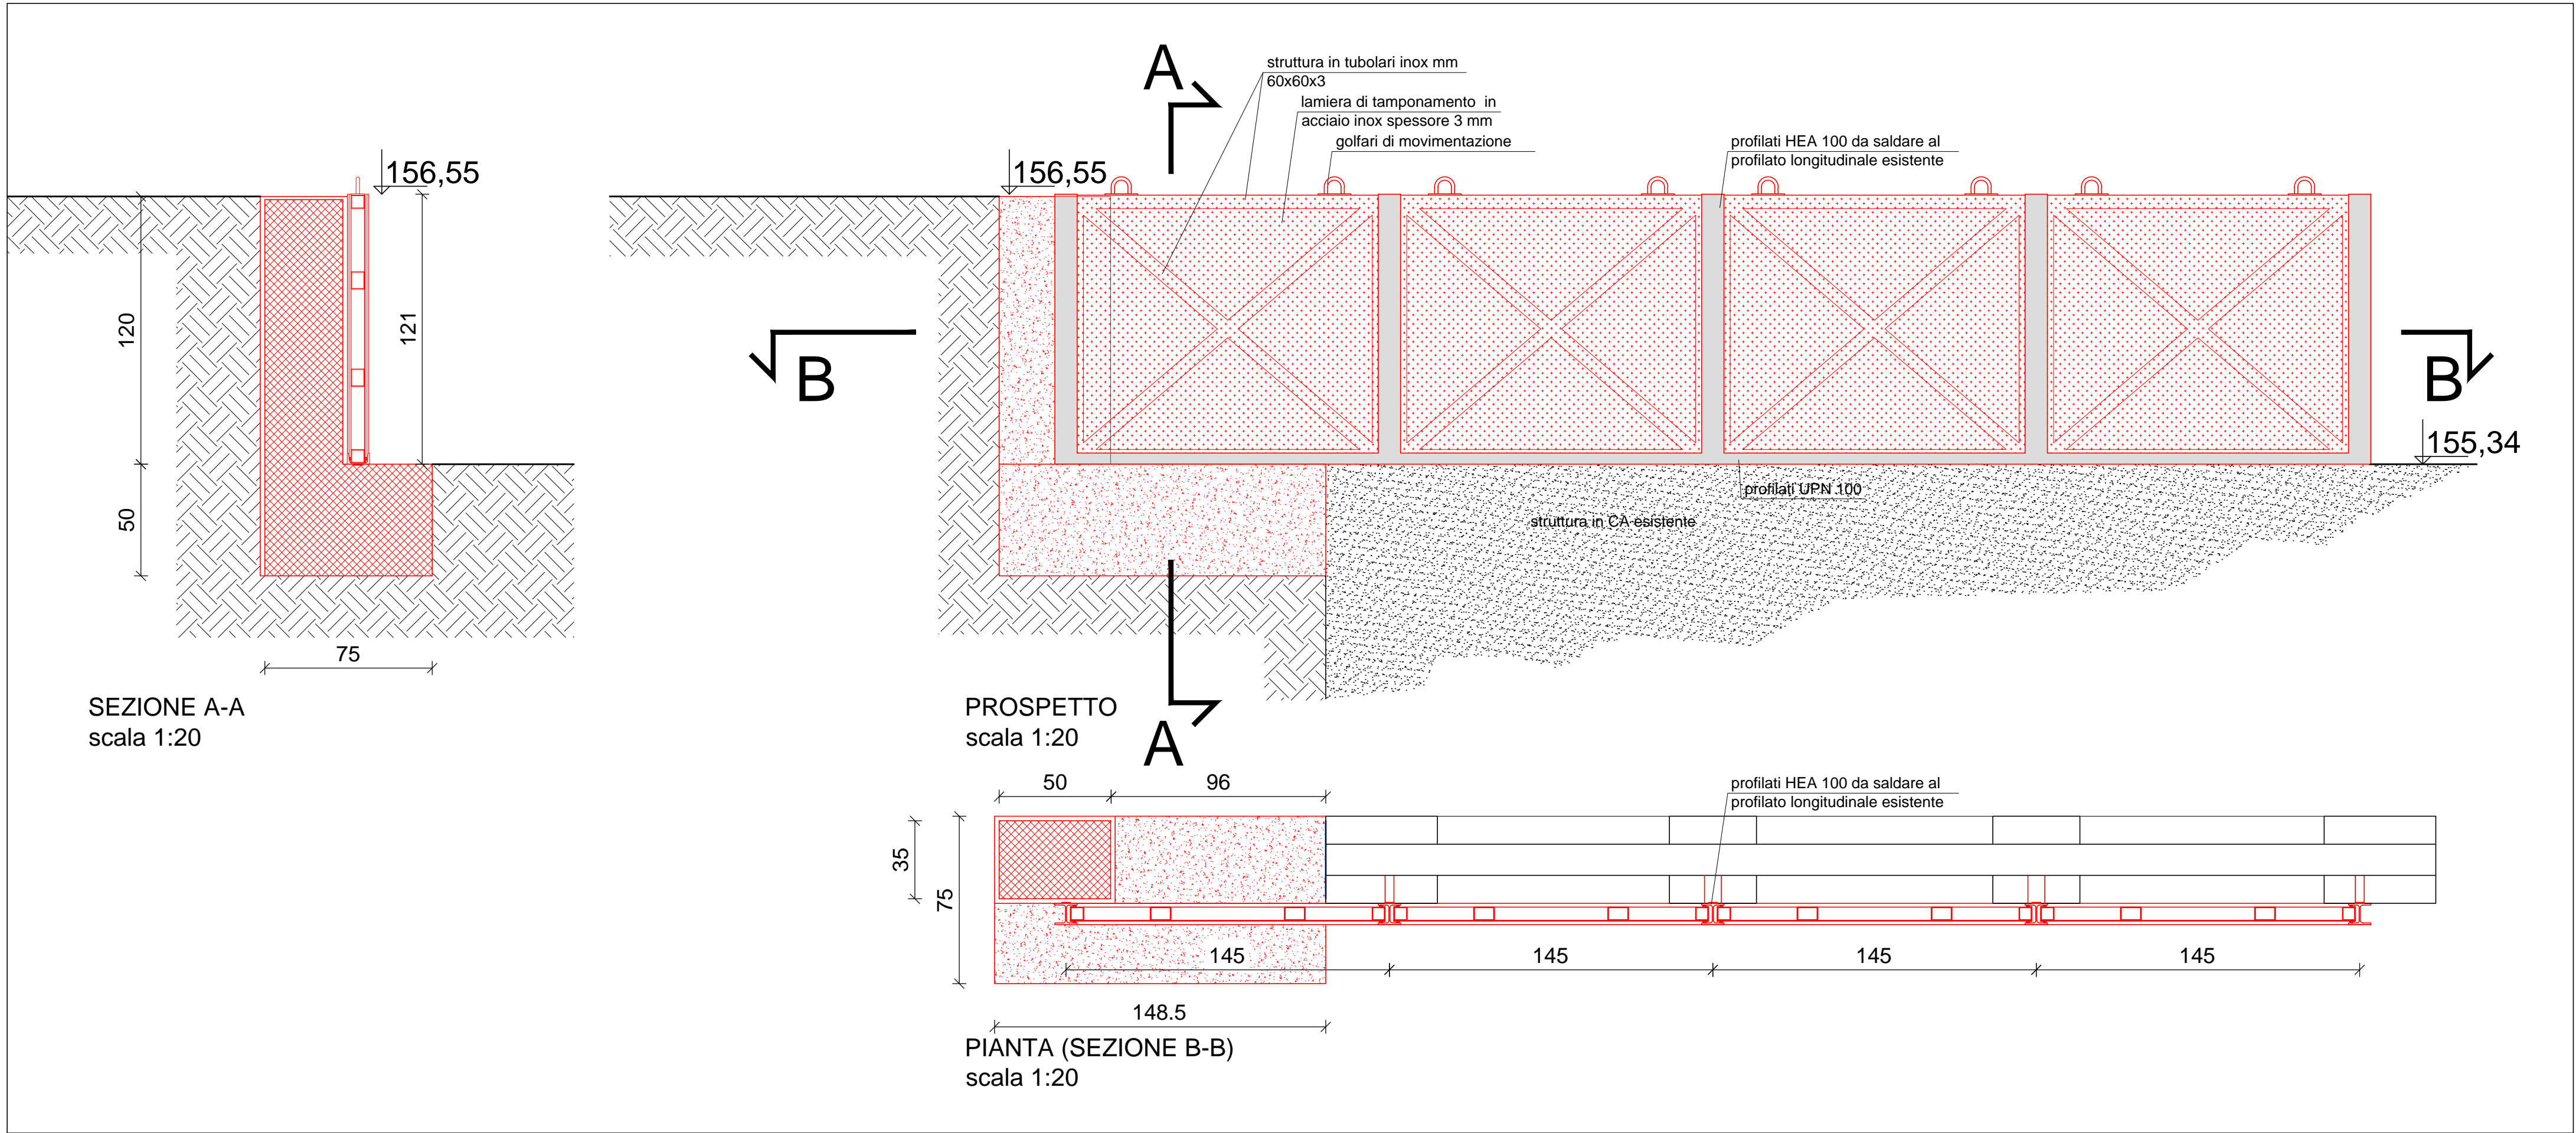 A
struttura in tubolari inox mm
60x60x3
lamiera di tamponamento in
acciaio inox spessore 3 mm
golfari di movimentazione
profilati HEA 100 da saldare al
profilato longitudinale esistente
156,55
156,55
120
121
B
B
155,34
profilati UPN 100
struttura in CA esistente
50
75
SEZIONE A-A
scala 1:20
PROSPETTO
scala 1:20
A
50
96
profilati HEA 100 da saldare al
profilato longitudinale esistente
35
75
145
145
145
145
148.5
PIANTA (SEZIONE B-B)
scala 1:20